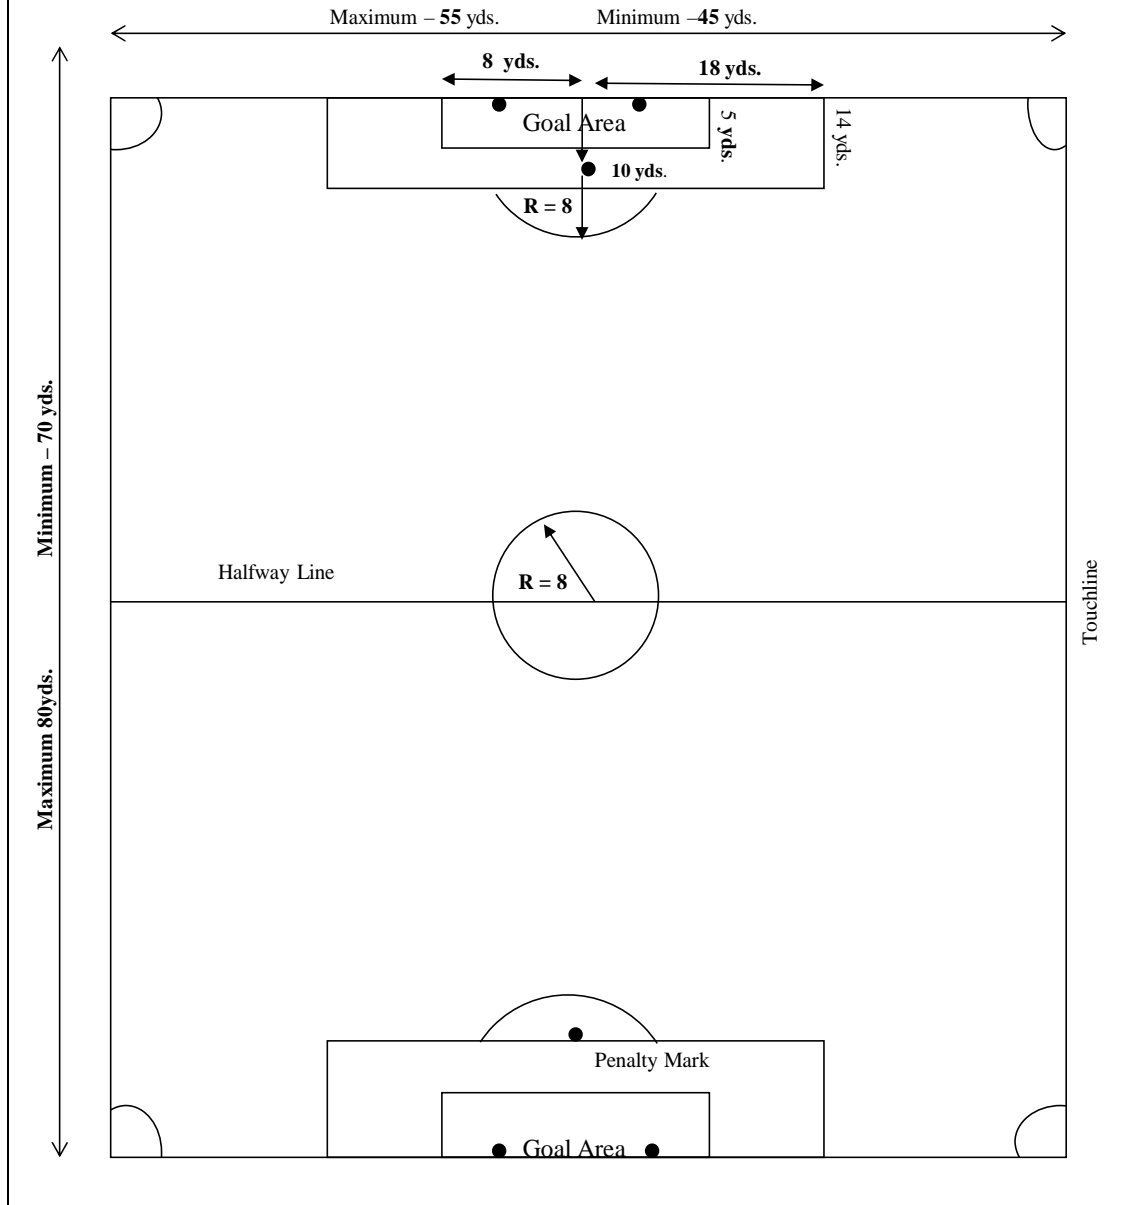 Maximum – 55 yds. Minimum –45 yds.
8 yds.
18 yds.
Goal Area
5 yds.
14 yds.
10 yds.
R = 8
Minimum – 70 yds.
Halfway Line
R = 8
Touchline
Maximum 80yds.
Penalty Mark
Goal Area